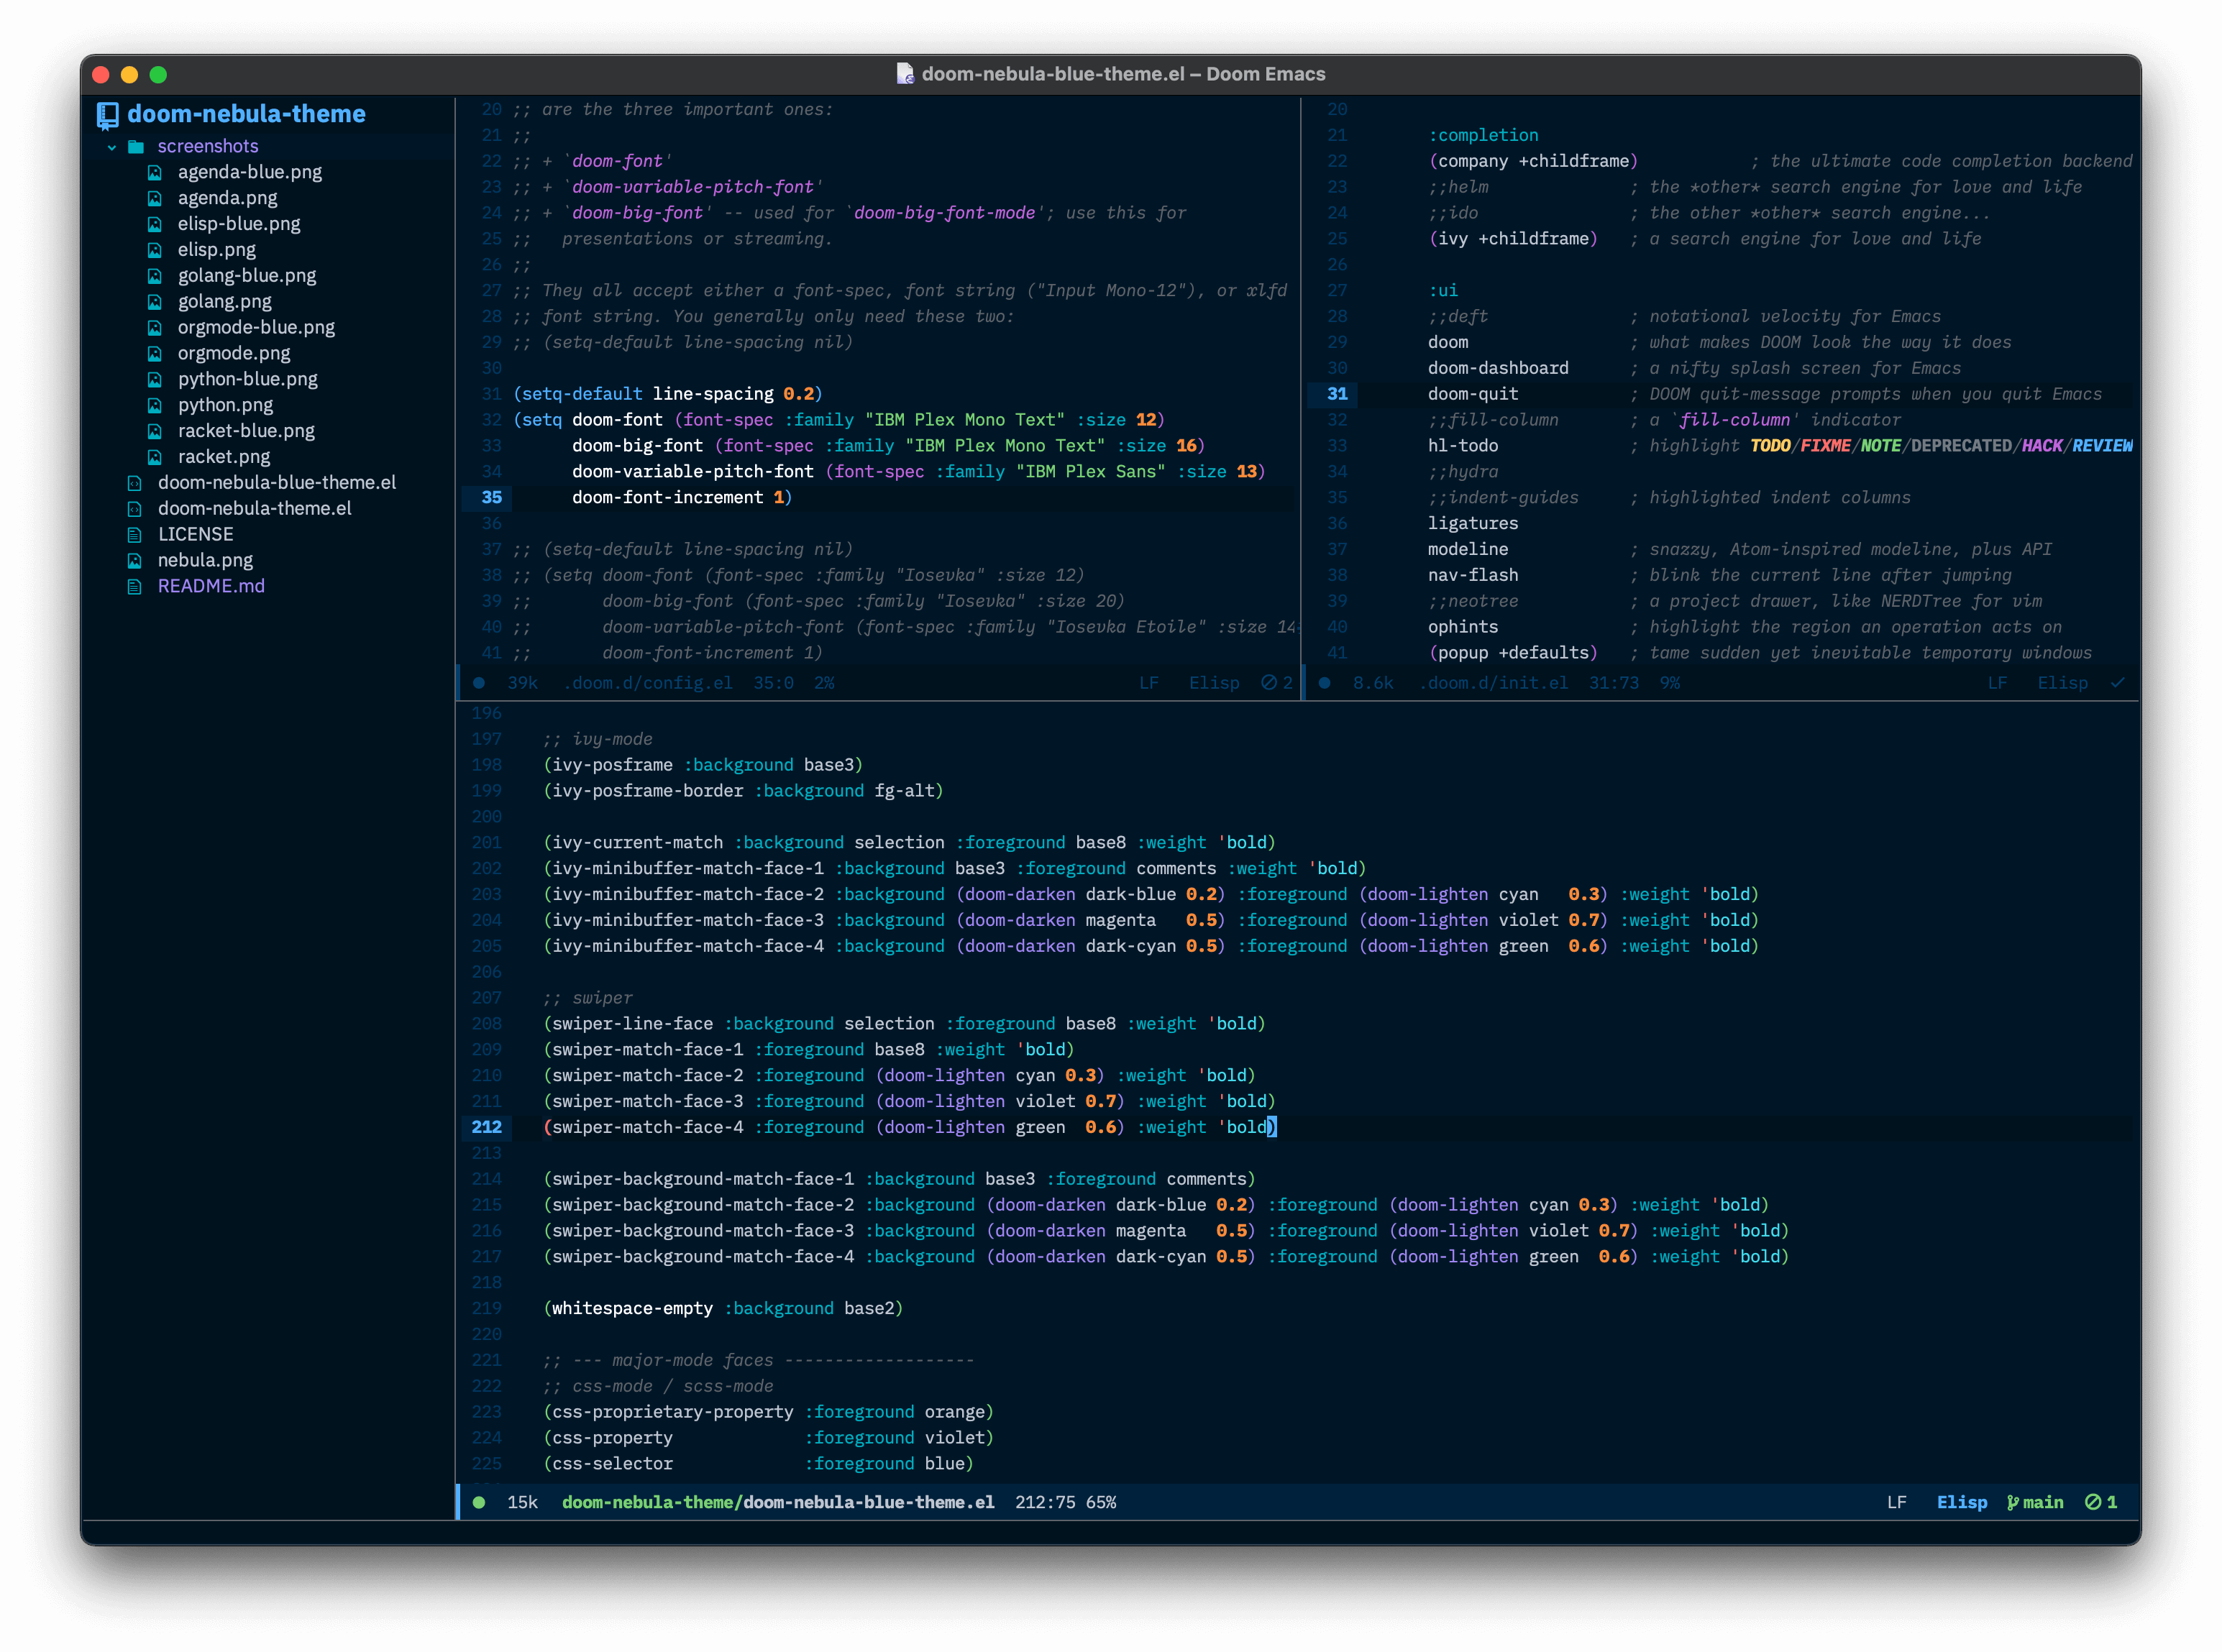 doom-nebula-blue-theme.el – Doom Emacs
doom-nebula-theme
screenshots
agenda-blue.png
agenda.png
elisp-blue.png
elisp.png
golang-blue.png
golang.png
orgmode-blue.png
orgmode.png
python-blue.png
python.png
racket-blue.png
racket.png
doom-nebula-blue-theme.el
doom-nebula-theme.el
LICENSE
nebula.png
README.md
20 ;; are the three important ones:
21 ;;
22 ;; + `doom-font'
23 ;; + `doom-variable-pitch-font'
24 ;; + `doom-big-font' -- used for `doom-big-font-mode'; use this for
25 ;;   presentations or streaming.
26 ;;
27 ;; They all accept either a font-spec, font string ("Input Mono-12"), or xlfd
28 ;; font string. You generally only need these two:
29 ;; (setq-default line-spacing nil)
30
31 (setq-default line-spacing 0.2)
32 (setq doom-font (font-spec :family "IBM Plex Mono Text" :size 12)
33       doom-big-font (font-spec :family "IBM Plex Mono Text" :size 16)
34       doom-variable-pitch-font (font-spec :family "IBM Plex Sans" :size 13)
35       doom-font-increment 1)
36
37 ;; (setq-default line-spacing nil)
38 ;; (setq doom-font (font-spec :family "Iosevka" :size 12)
39 ;;       doom-big-font (font-spec :family "Iosevka" :size 20)
40 ;;       doom-variable-pitch-font (font-spec :family "Iosevka Etoile" :size 14
41 ;;       doom-font-increment 1)
39k .doom.d/config.el 35:0 2% LF Elisp 2
20
21 :completion
22 (company +childframe) ; the ultimate code completion backend
23 ;;helm ; the *other* search engine for love and life
24 ;;ido ; the other *other* search engine...
25 (ivy +childframe) ; a search engine for love and life
26
27 :ui
28 ;;deft ; notational velocity for Emacs
29 doom ; what makes DOOM look the way it does
30 doom-dashboard ; a nifty splash screen for Emacs
31 doom-quit ; DOOM quit-message prompts when you quit Emacs
32 ;;fill-column ; a `fill-column' indicator
33 hl-todo ; highlight TODO/FIXME/NOTE/DEPRECATED/HACK/REVIEW
34 ;;hydra
35 ;;indent-guides ; highlighted indent columns
36 ligatures
37 modeline ; snazzy, Atom-inspired modeline, plus API
38 nav-flash ; blink the current line after jumping
39 ;;neotree ; a project drawer, like NERDTree for vim
40 ophints ; highlight the region an operation acts on
41 (popup +defaults) ; tame sudden yet inevitable temporary windows
8.6k .doom.d/init.el 31:73 9% LF Elisp
196
197 ;; ivy-mode
198 (ivy-posframe :background base3)
199 (ivy-posframe-border :background fg-alt)
200
201 (ivy-current-match :background selection :foreground base8 :weight 'bold)
202 (ivy-minibuffer-match-face-1 :background base3 :foreground comments :weight 'bold)
203 (ivy-minibuffer-match-face-2 :background (doom-darken dark-blue 0.2) :foreground (doom-lighten cyan   0.3) :weight 'bold)
204 (ivy-minibuffer-match-face-3 :background (doom-darken magenta   0.5) :foreground (doom-lighten violet 0.7) :weight 'bold)
205 (ivy-minibuffer-match-face-4 :background (doom-darken dark-cyan 0.5) :foreground (doom-lighten green  0.6) :weight 'bold)
206
207 ;; swiper
208 (swiper-line-face :background selection :foreground base8 :weight 'bold)
209 (swiper-match-face-1 :foreground base8 :weight 'bold)
210 (swiper-match-face-2 :foreground (doom-lighten cyan 0.3) :weight 'bold)
211 (swiper-match-face-3 :foreground (doom-lighten violet 0.7) :weight 'bold)
212 (swiper-match-face-4 :foreground (doom-lighten green  0.6) :weight 'bold)
213
214 (swiper-background-match-face-1 :background base3 :foreground comments)
215 (swiper-background-match-face-2 :background (doom-darken dark-blue 0.2) :foreground (doom-lighten cyan 0.3) :weight 'bold)
216 (swiper-background-match-face-3 :background (doom-darken magenta   0.5) :foreground (doom-lighten violet 0.7) :weight 'bold)
217 (swiper-background-match-face-4 :background (doom-darken dark-cyan 0.5) :foreground (doom-lighten green  0.6) :weight 'bold)
218
219 (whitespace-empty :background base2)
220
221 ;; --- major-mode faces -------------------
222 ;; css-mode / scss-mode
223 (css-proprietary-property :foreground orange)
224 (css-property             :foreground violet)
225 (css-selector             :foreground blue)
15k doom-nebula-theme/doom-nebula-blue-theme.el 212:75 65% LF Elisp main 1